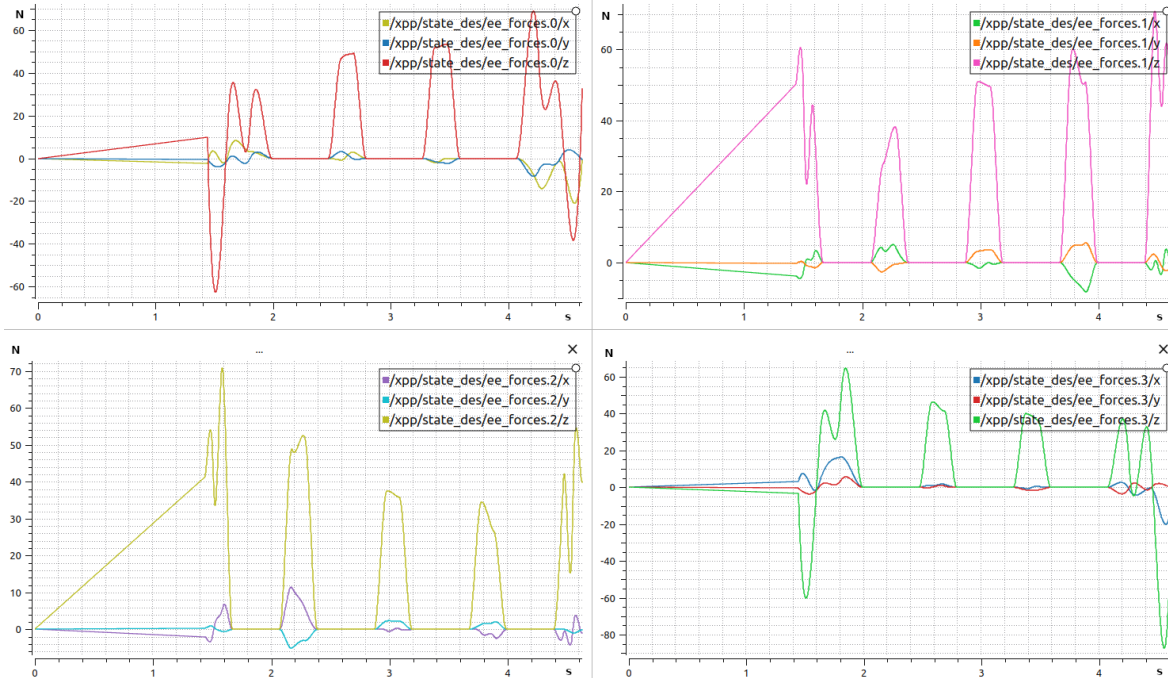 N
60
40
20
0
-20
-40
-60
0
2
4
s
/xpp/state_des/ee_forces.0/x
/xpp/state_des/ee_forces.0/y
/xpp/state_des/ee_forces.0/z
N
60
40
20
0
0
1
2
3
4
s
/xpp/state_des/ee_forces.1/x
/xpp/state_des/ee_forces.1/y
/xpp/state_des/ee_forces.1/z
...
N
70
60
50
40
30
20
10
0
0
1
2
3
4
s
/xpp/state_des/ee_forces.2/x
/xpp/state_des/ee_forces.2/y
/xpp/state_des/ee_forces.2/z
...
N
60
40
20
0
-20
-40
-60
-80
0
1
2
3
4
s
/xpp/state_des/ee_forces.3/x
/xpp/state_des/ee_forces.3/y
/xpp/state_des/ee_forces.3/z